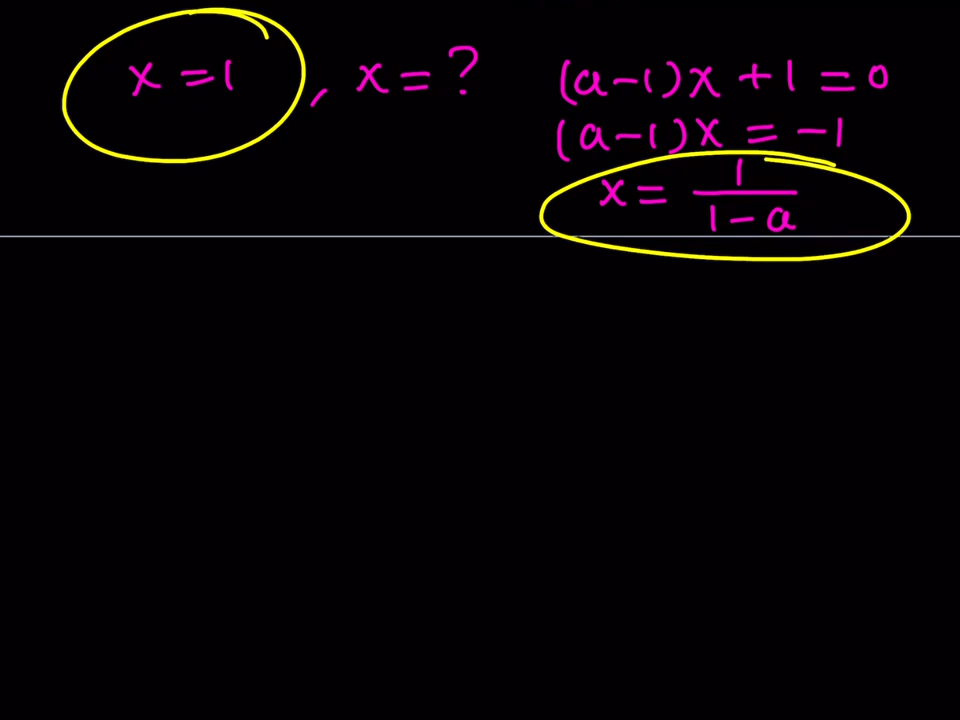 x = 1 , x = ? (a-1)x + 1 = 0
(a-1)x = -1
x = 1/(1-a)